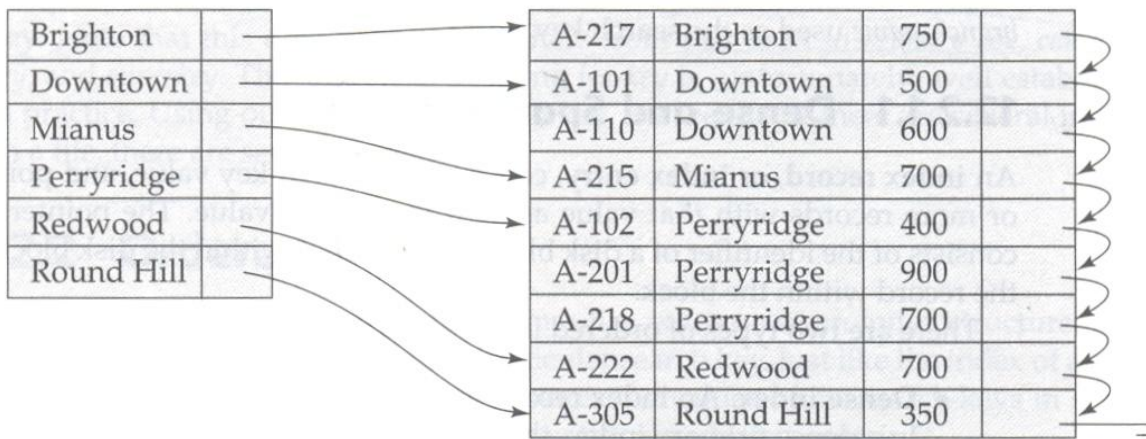 Brighton
Downtown
Mianus
Perryridge
Redwood
Round Hill
A-217 Brighton 750
A-101 Downtown 500
A-110 Downtown 600
A-215 Mianus 700
A-102 Perryridge 400
A-201 Perryridge 900
A-218 Perryridge 700
A-222 Redwood 700
A-305 Round Hill 350